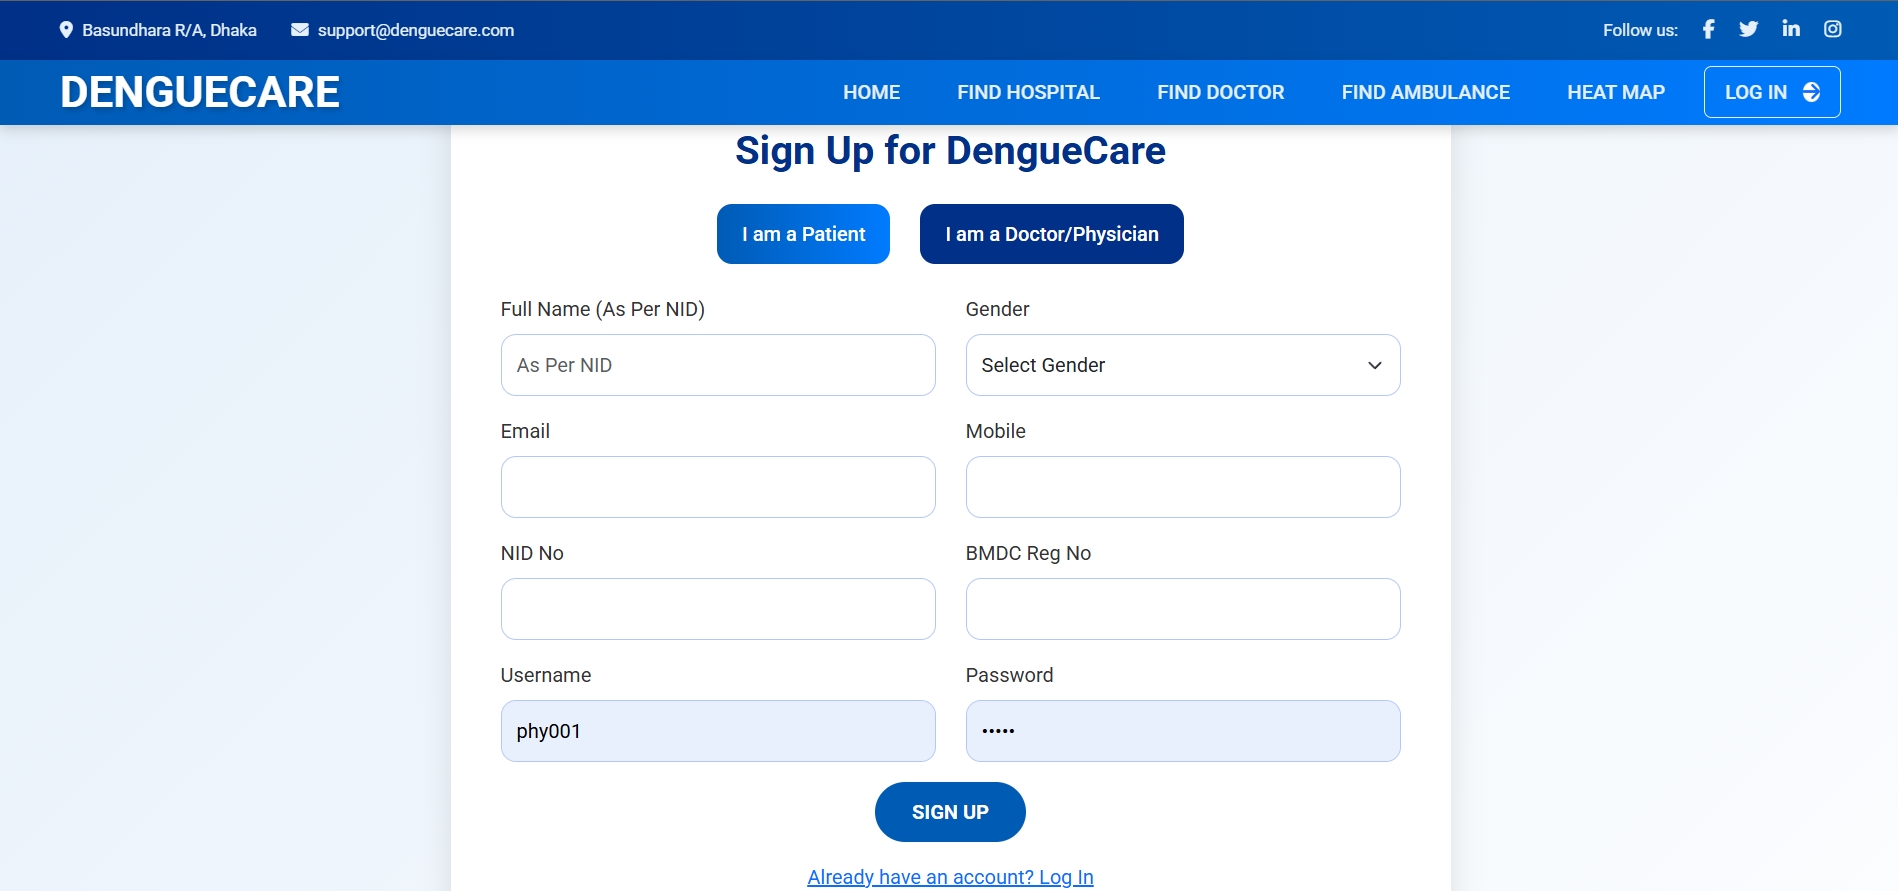 Basundhara R/A, Dhaka support@denguecare.com Follow us:
DENGUECARE HOME FIND HOSPITAL FIND DOCTOR FIND AMBULANCE HEAT MAP LOG IN
Sign Up for DengueCare
I am a Patient I am a Doctor/Physician
Full Name (As Per NID) Gender
As Per NID Select Gender
Email Mobile
NID No BMDC Reg No
Username Password
phy001 •••••
SIGN UP
Already have an account? Log In